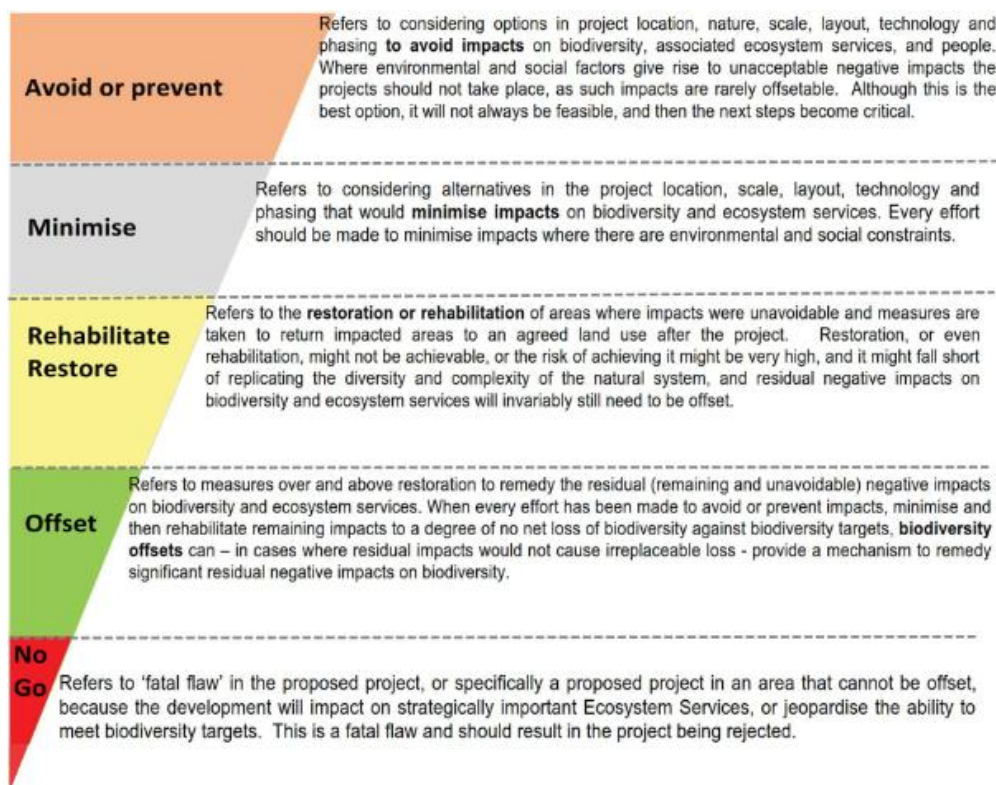 Avoid or prevent
Refers to considering options in project location, nature, scale, layout, technology and
phasing to avoid impacts on biodiversity, associated ecosystem services, and people.
Where environmental and social factors give rise to unacceptable negative impacts the
projects should not take place, as such impacts are rarely offsetable. Although this is the
best option, it will not always be feasible, and then the next steps become critical.
Minimise
Refers to considering alternatives in the project location, scale, layout, technology and
phasing that would minimise impacts on biodiversity and ecosystem services. Every effort
should be made to minimise impacts where there are environmental and social constraints.
Rehabilitate
Restore
Refers to the restoration or rehabilitation of areas where impacts were unavoidable and measures are
taken to return impacted areas to an agreed land use after the project. Restoration, or even
rehabilitation, might not be achievable, or the risk of achieving it might be very high, and it might fall short
of replicating the diversity and complexity of the natural system, and residual negative impacts on
biodiversity and ecosystem services will invariably still need to be offset.
Offset
Refers to measures over and above restoration to remedy the residual (remaining and unavoidable) negative impacts
on biodiversity and ecosystem services. When every effort has been made to avoid or prevent impacts, minimise and
then rehabilitate remaining impacts to a degree of no net loss of biodiversity against biodiversity targets, biodiversity
offsets can – in cases where residual impacts would not cause irreplaceable loss - provide a mechanism to remedy
significant residual negative impacts on biodiversity.
No
Go
Refers to 'fatal flaw' in the proposed project, or specifically a proposed project in an area that cannot be offset,
because the development will impact on strategically important Ecosystem Services, or jeopardise the ability to
meet biodiversity targets. This is a fatal flaw and should result in the project being rejected.